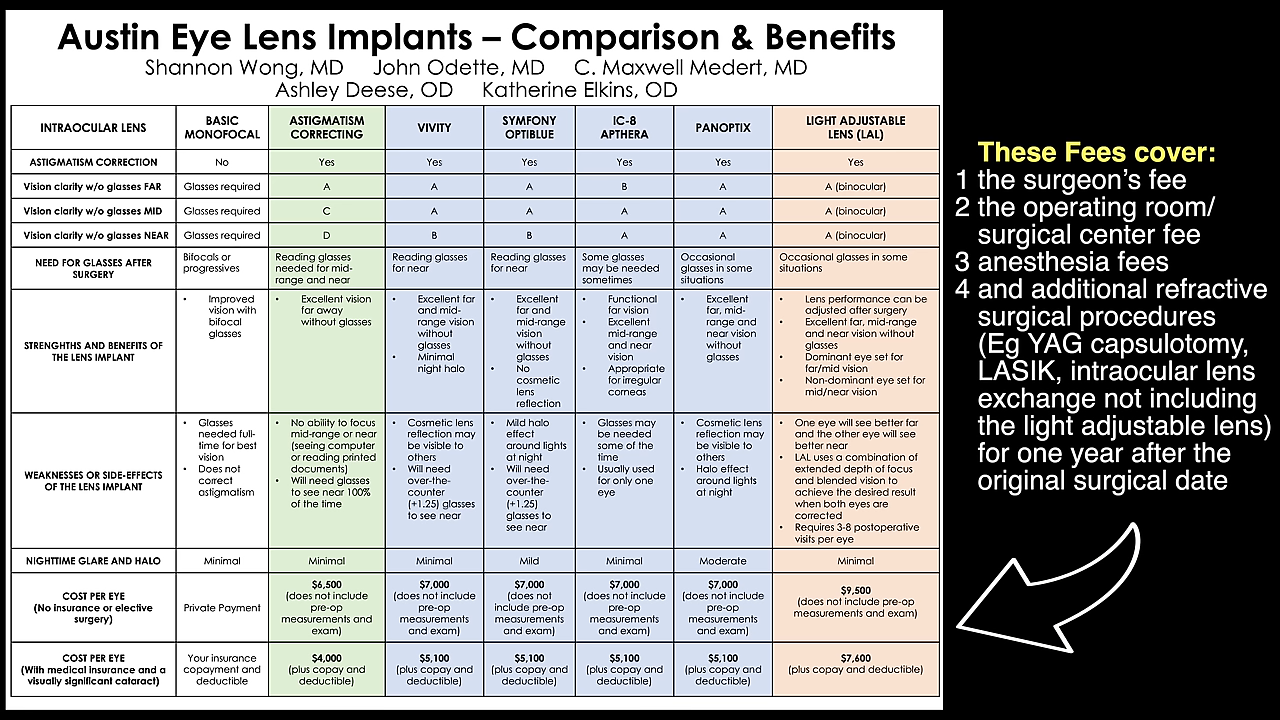 Austin Eye Lens Implants – Comparison & Benefits
Shannon Wong, MD John Odette, MD C. Maxwell Medert, MD
Ashley Deese, OD Katherine Elkins, OD
INTRAOCULAR LENS
BASIC
MONOFOCAL
ASTIGMATISM
CORRECTING
VIVITY
SYMFONY
OPTIBLUE
IC-8
APTHERA
PANOPTIX
LIGHT ADJUSTABLE
LENS (LAL)
ASTIGMATISM CORRECTION
No
Yes
Yes
Yes
Yes
Yes
Yes
Vision clarity w/o glasses FAR
Glasses required
A
A
A
B
A
A (binocular)
Vision clarity w/o glasses MID
Glasses required
C
A
A
A
A
A (binocular)
Vision clarity w/o glasses NEAR
Glasses required
D
B
B
A
A
A (binocular)
NEED FOR GLASSES AFTER
SURGERY
Bifocals or
progressives
Reading glasses
needed for mid-
range and near
Reading glasses
for near
Reading glasses
for near
Some glasses
may be needed
sometimes
Occasional
glasses in some
situations
Occasional glasses in some
situations
STRENGHTHS AND BENEFITS OF
THE LENS IMPLANT
• Improved
vision with
bifocal
glasses
• Excellent vision
far away
without glasses
• Excellent far
and mid-
range vision
without
glasses
• Minimal
night halo
• Excellent
far and
mid-range
vision
without
glasses
• No
cosmetic
lens
reflection
• Functional
far vision
• Excellent
mid-range
and near
vision
• Appropriate
for irregular
corneas
• Excellent
far, mid-
range and
near vision
without
glasses
• Lens performance can be
adjusted after surgery
• Excellent far, mid-range
and near vision without
glasses
• Dominant eye set for
far/mid vision
• Non-dominant eye set for
mid/near vision
WEAKNESSES OR SIDE-EFFECTS
OF THE LENS IMPLANT
• Glasses
needed full-
time for best
vision
• Does not
correct
astigmatism
• No ability to focus
mid-range or near
(seeing computer
or reading printed
documents)
• Will need glasses
to see near 100%
of the time
• Cosmetic lens
reflection may
be visible to
others
• Will need
over-the-
counter
(+1.25) glasses
to see near
• Mild halo
effect
around lights
at night
• Will need
over-the-
counter
(+1.25)
glasses to
see near
• Glasses may
be needed
some of the
time
• Usually used
for only one
eye
• Cosmetic lens
reflection may
be visible to
others
• Halo effect
around lights
at night
• One eye will see better far
and the other eye will see
better near
• LAL uses a combination of
extended depth of focus
and blended vision to
achieve the desired result
when both eyes are
corrected
• Requires 3-8 postoperative
visits per eye
NIGHTTIME GLARE AND HALO
Minimal
Minimal
Minimal
Mild
Minimal
Moderate
Minimal
COST PER EYE
(No insurance or elective
surgery)
Private Payment
$6,500
(does not include
pre-op
measurements and
exam)
$7,000
(does not include
pre-op
measurements
and exam)
$7,000
(does not
include pre-op
measurements
and exam)
$7,000
(does not include
pre-op
measurements
and exam)
$7,000
(does not include
pre-op
measurements
and exam)
$9,500
(does not include pre-op
measurements and exam)
COST PER EYE
(With medical insurance and a
visually significant cataract)
Your insurance
copayment and
deductible
$4,000
(plus copay and
deductible)
$5,100
(plus copay and
deductible)
$5,100
(plus copay and
deductible)
$5,100
(plus copay and
deductible)
$5,100
(plus copay and
deductible)
$7,600
(plus copay and
deductible)
These Fees cover:
1 the surgeon's fee
2 the operating room/
surgical center fee
3 anesthesia fees
4 and additional refractive
surgical procedures
(Eg YAG capsulotomy,
LASIK, intraocular lens
exchange not including
the light adjustable lens)
for one year after the
original surgical date